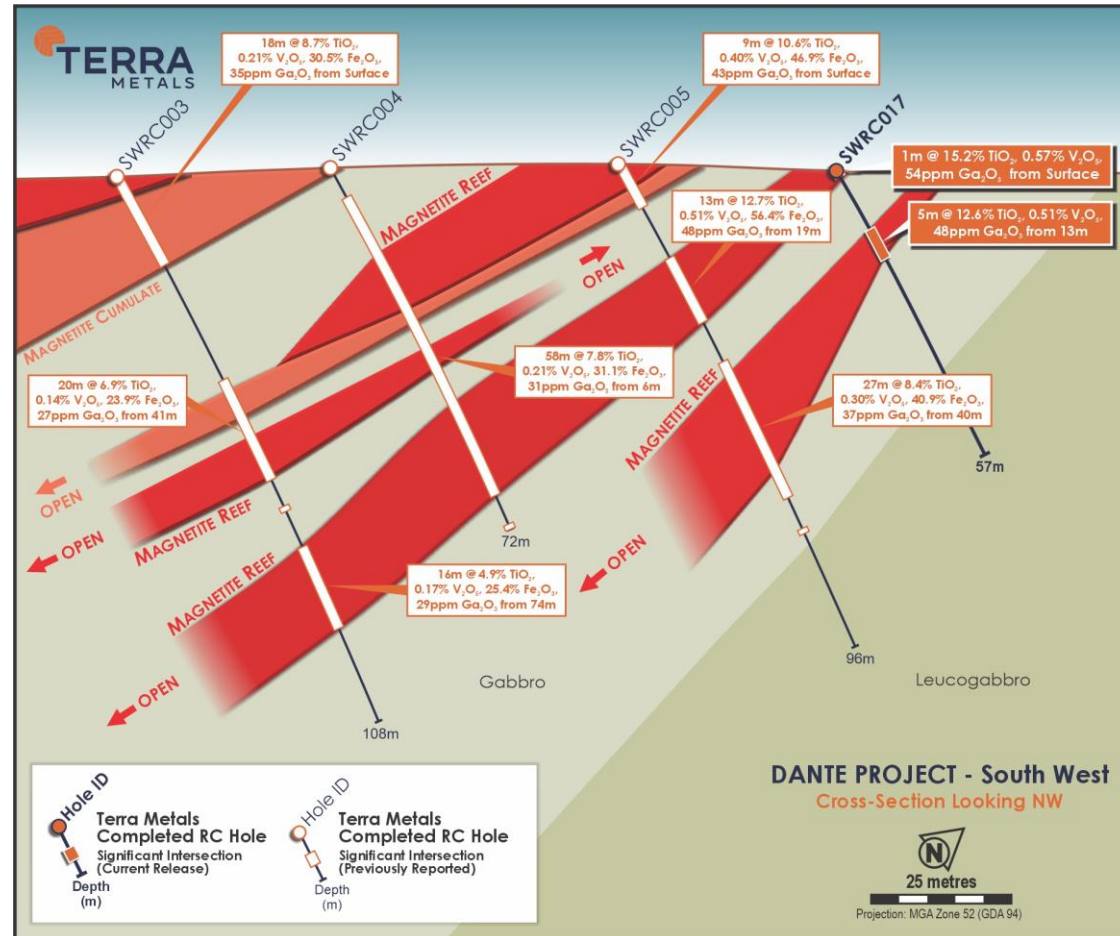 TERRA
METALS
18m @ 8.7% TiO₂,
0.21% V₂O₅, 30.5% Fe₂O₃,
35ppm Ga₂O₃ from Surface
9m @ 10.6% TiO₂,
0.40% V₂O₅, 46.9% Fe₂O₃,
43ppm Ga₂O₃ from Surface
SWRC003
SWRC004
SWRC005
SWRC017
1m @ 15.2% TiO₂, 0.57% V₂O₅,
54ppm Ga₂O₃ from Surface
5m @ 12.6% TiO₂, 0.51% V₂O₅,
48ppm Ga₂O₃ from 13m
13m @ 12.7% TiO₂,
0.51% V₂O₅, 56.4% Fe₂O₃,
48ppm Ga₂O₃ from 19m
MAGNETITE REEF
OPEN
MAGNETITE CUMULATE
58m @ 7.8% TiO₂,
0.21% V₂O₅, 31.1% Fe₂O₃,
31ppm Ga₂O₃ from 6m
20m @ 6.9% TiO₂,
0.14% V₂O₅, 23.9% Fe₂O₃,
27ppm Ga₂O₃ from 41m
27m @ 8.4% TiO₂,
0.30% V₂O₅, 40.9% Fe₂O₃,
37ppm Ga₂O₃ from 40m
MAGNETITE REEF
57m
OPEN
MAGNETITE REEF
OPEN
72m
16m @ 4.9% TiO₂,
0.17% V₂O₅, 25.4% Fe₂O₃,
29ppm Ga₂O₃ from 74m
OPEN
MAGNETITE REEF
OPEN
96m
108m
Gabbro
Leucogabbro
Hole ID
Terra Metals
Completed RC Hole
Significant Intersection
(Current Release)
Depth
(m)
Hole ID
Terra Metals
Completed RC Hole
Significant Intersection
(Previously Reported)
Depth
(m)
DANTE PROJECT - South West
Cross-Section Looking NW
N
25 metres
Projection: MGA Zone 52 (GDA 94)